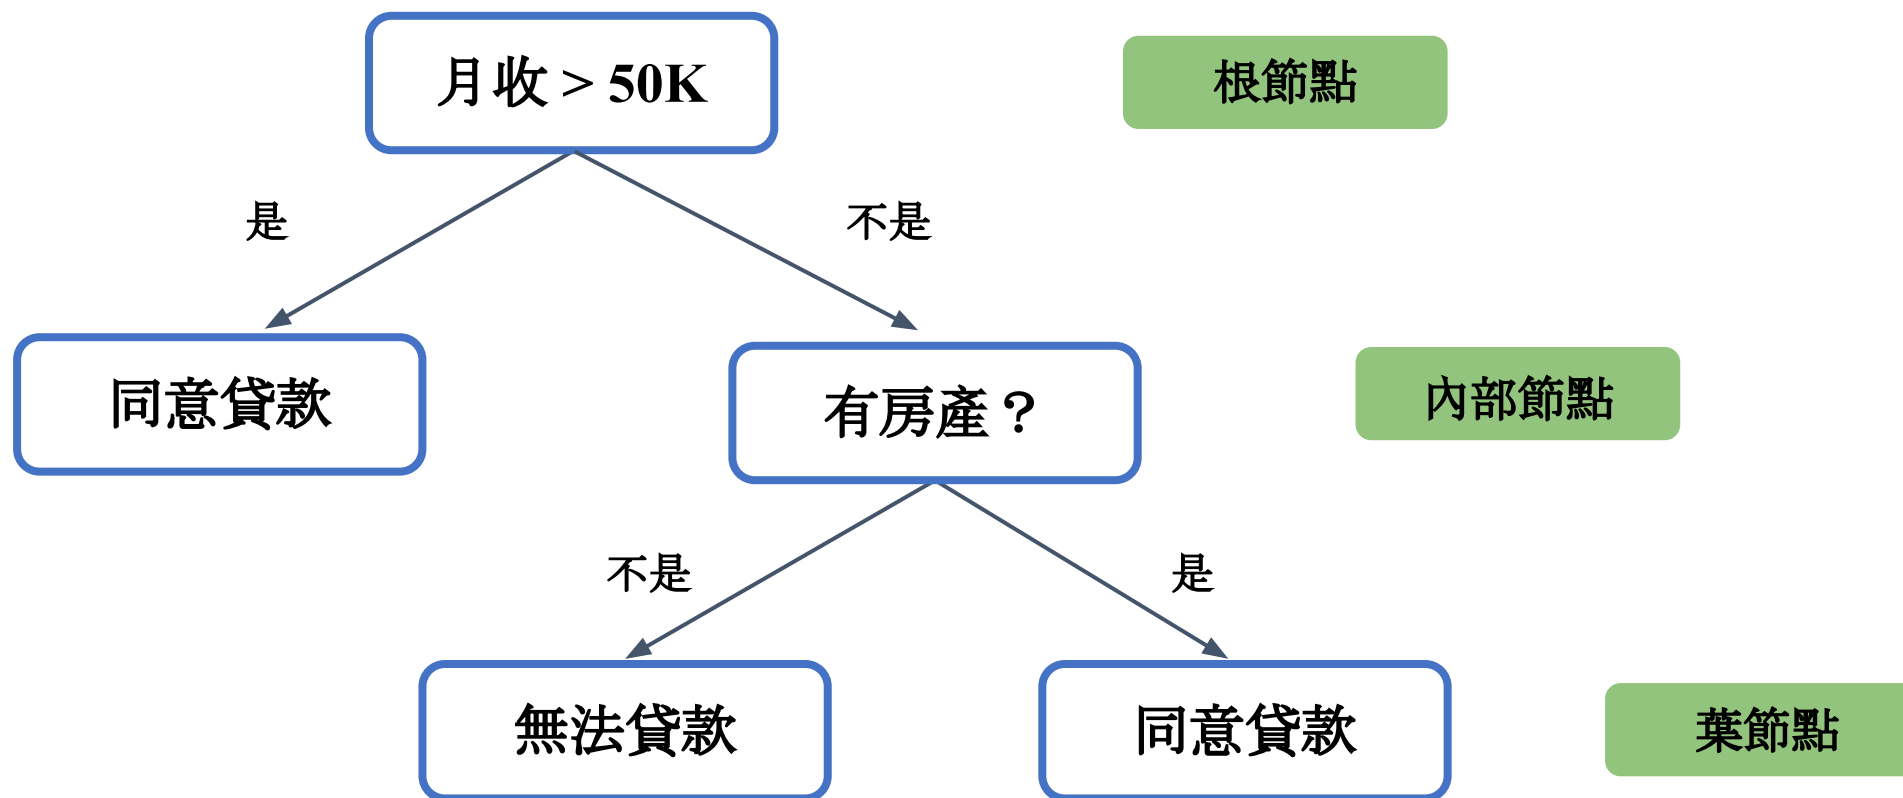 月收 > 50K
根節點
是
不是
同意貸款
有房產？
內部節點
不是
是
無法貸款
同意貸款
葉節點